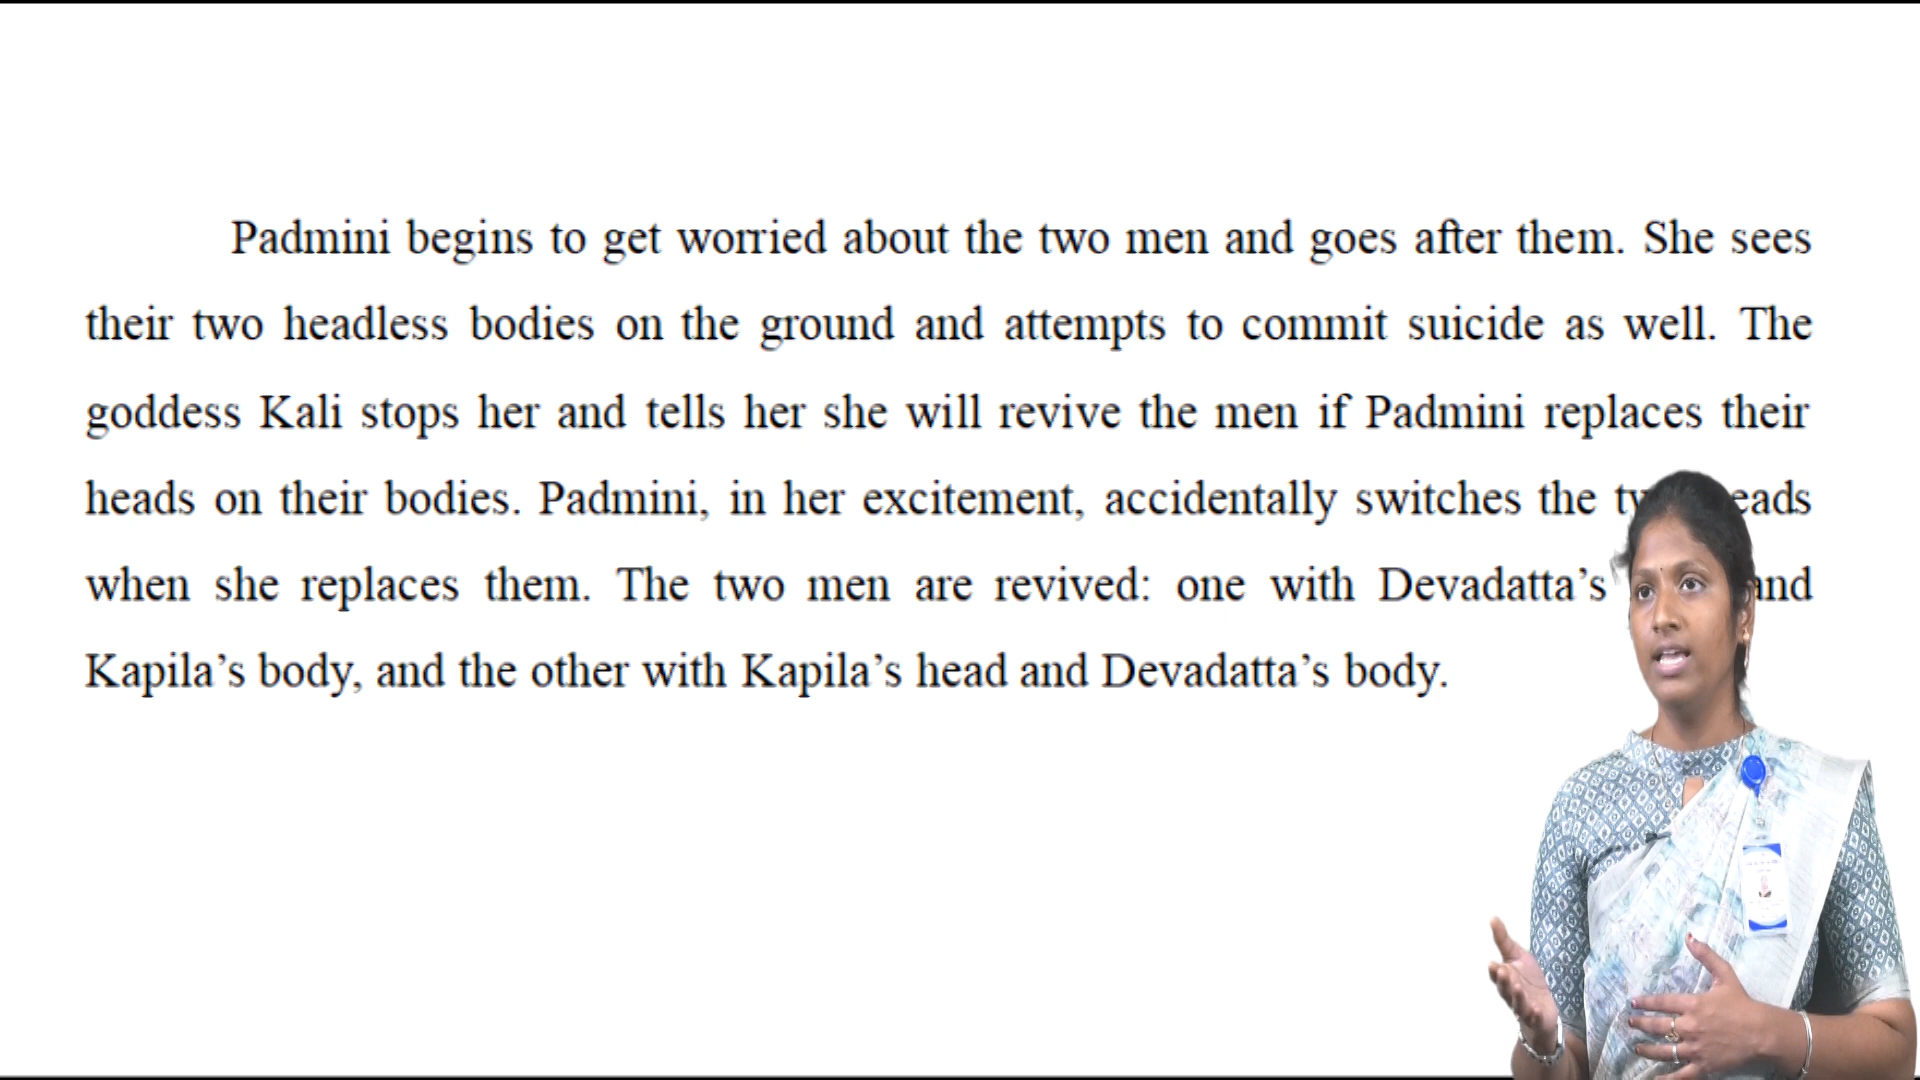 Padmini begins to get worried about the two men and goes after them. She sees
their two headless bodies on the ground and attempts to commit suicide as well. The
goddess Kali stops her and tells her she will revive the men if Padmini replaces their
heads on their bodies. Padmini, in her excitement, accidentally switches the
when she replaces them. The two men are revived: one with Devadatta’s and
Kapila’s body, and the other with Kapila’s head and Devadatta’s body.